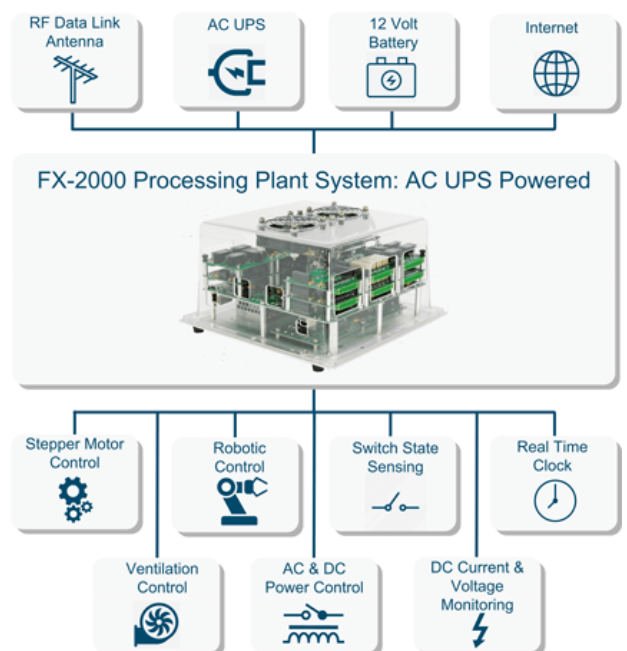 RF Data Link
Antenna
AC UPS
12 Volt
Battery
Internet
FX-2000 Processing Plant System: AC UPS Powered
Stepper Motor
Control
Robotic
Control
Switch State
Sensing
Real Time
Clock
Ventilation
Control
AC & DC
Power Control
DC Current &
Voltage
Monitoring